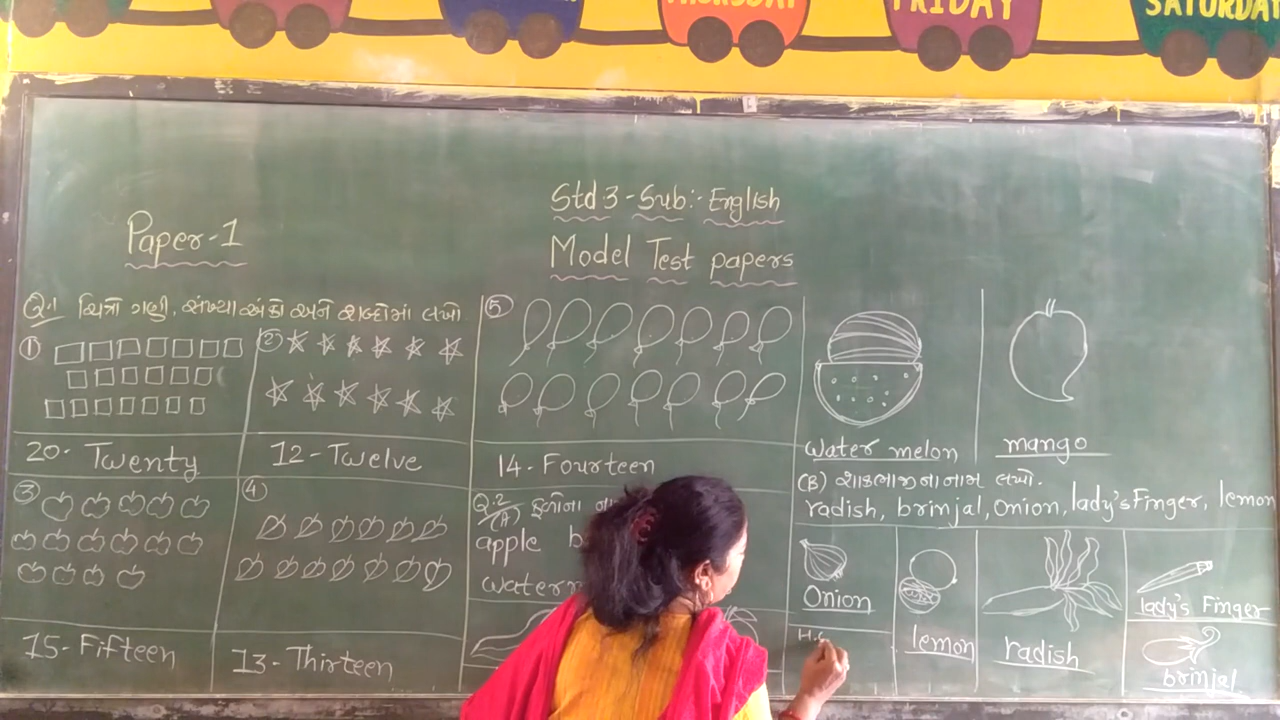 THURSDAY
FRIDAY
SATURDAY
Std 3 - Sub:- English
Paper-1
Model Test papers
Q.1 ચિત્રો ગણી, સંખ્યા અંકો અને શબ્દોમાં લખો.
①
②
20- Twenty
12-Twelve
③
④
15-Fifteen
13-Thirteen
⑤
14-Fourteen
Q.2
(A) ફળોના
apple
water
Water melon
mango
(B) શાકભાજીના નામ લખો.
radish, brinjal, onion, lady's Finger, lemon
Onion
lemon
radish
lady's Finger
brinjal